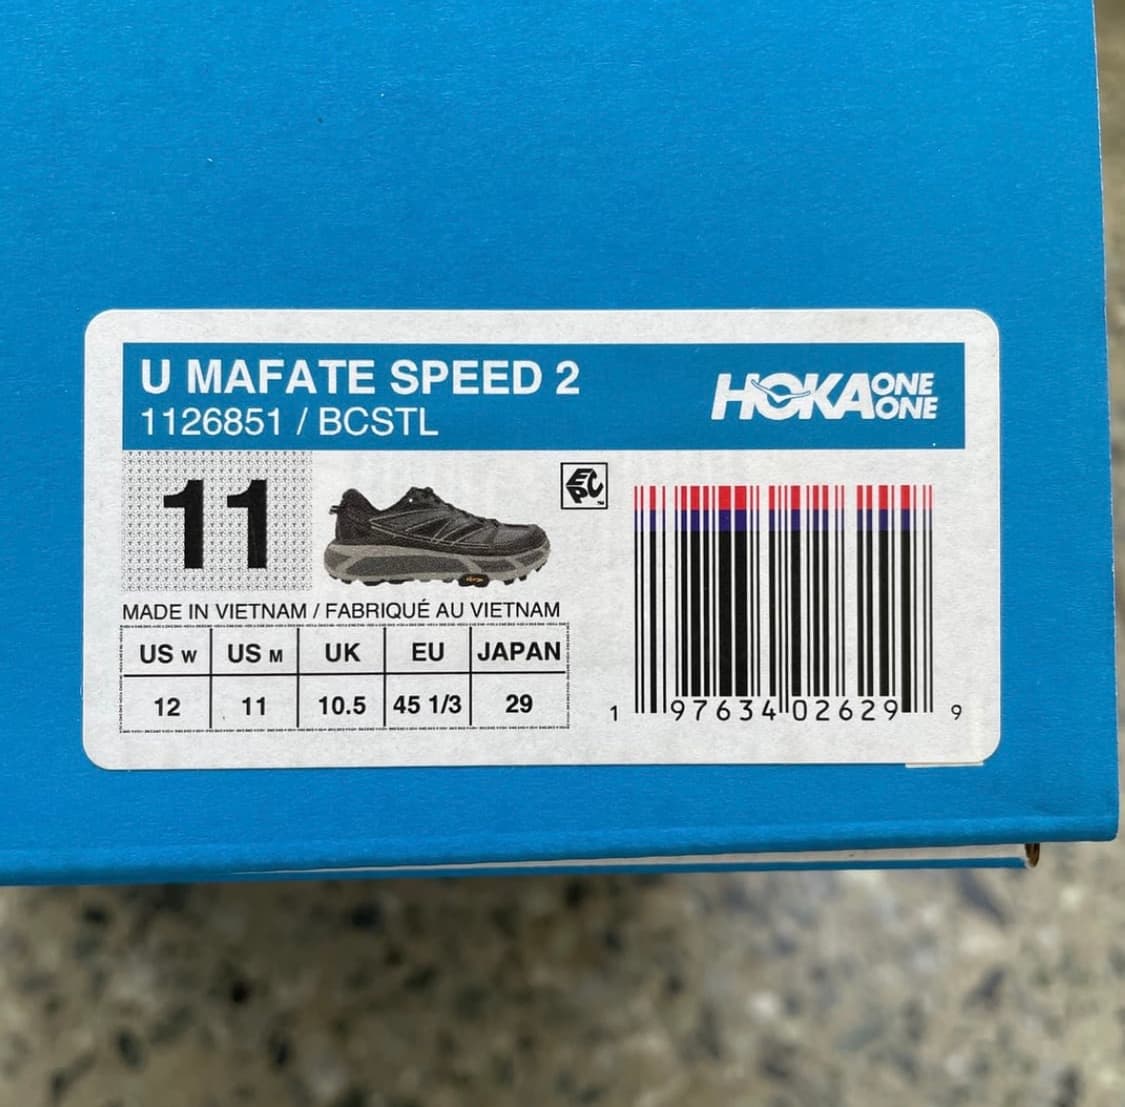 U MAFATE SPEED 2
1126851 / BCSTL
HOKA ONE ONE
11
EPC
MADE IN VIETNAM / FABRIQUÉ AU VIETNAM
US W US M UK EU JAPAN
12 11 10.5 45 1/3 29
1 97634 02629 9